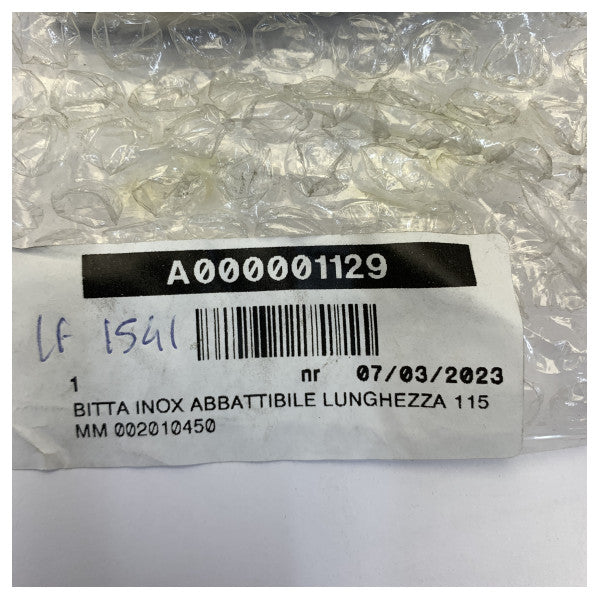 A000001129
LF 1541
1 nr 07/03/2023
BITTA INOX ABBATTIBILE LUNGHEZZA 115
MM 002010450